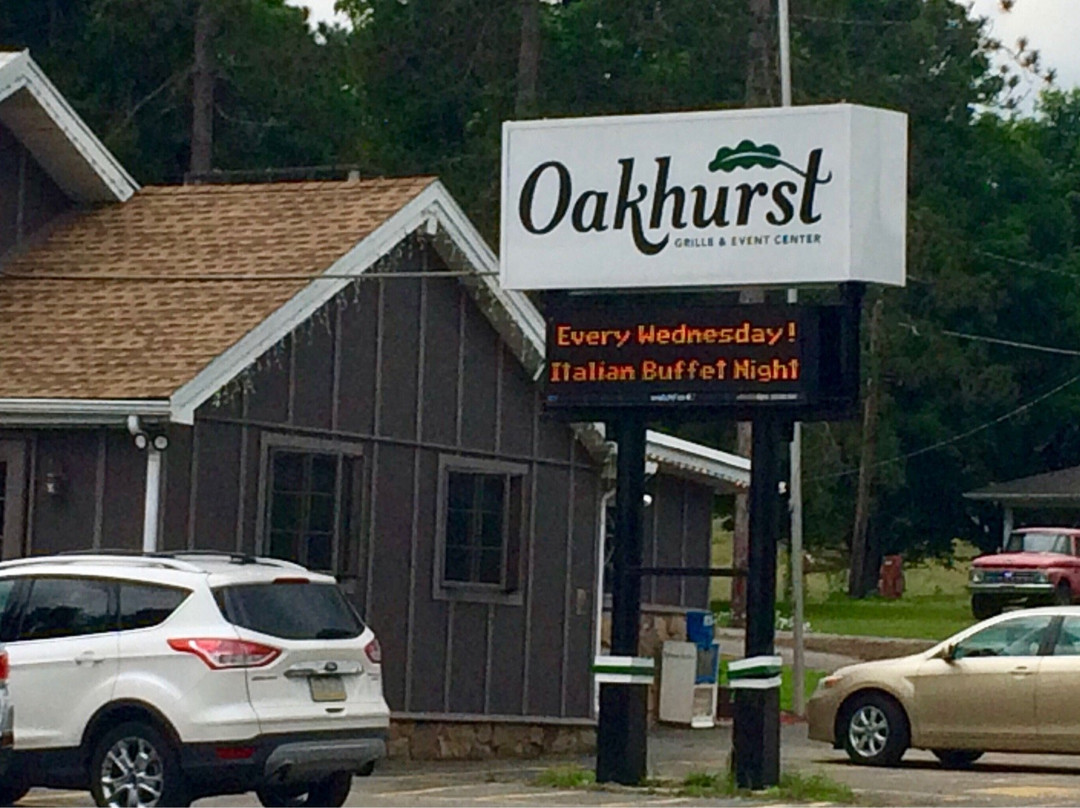 Oakhurst
GRILLE & EVENT CENTER
Every Wednesday!
Italian Buffet Night